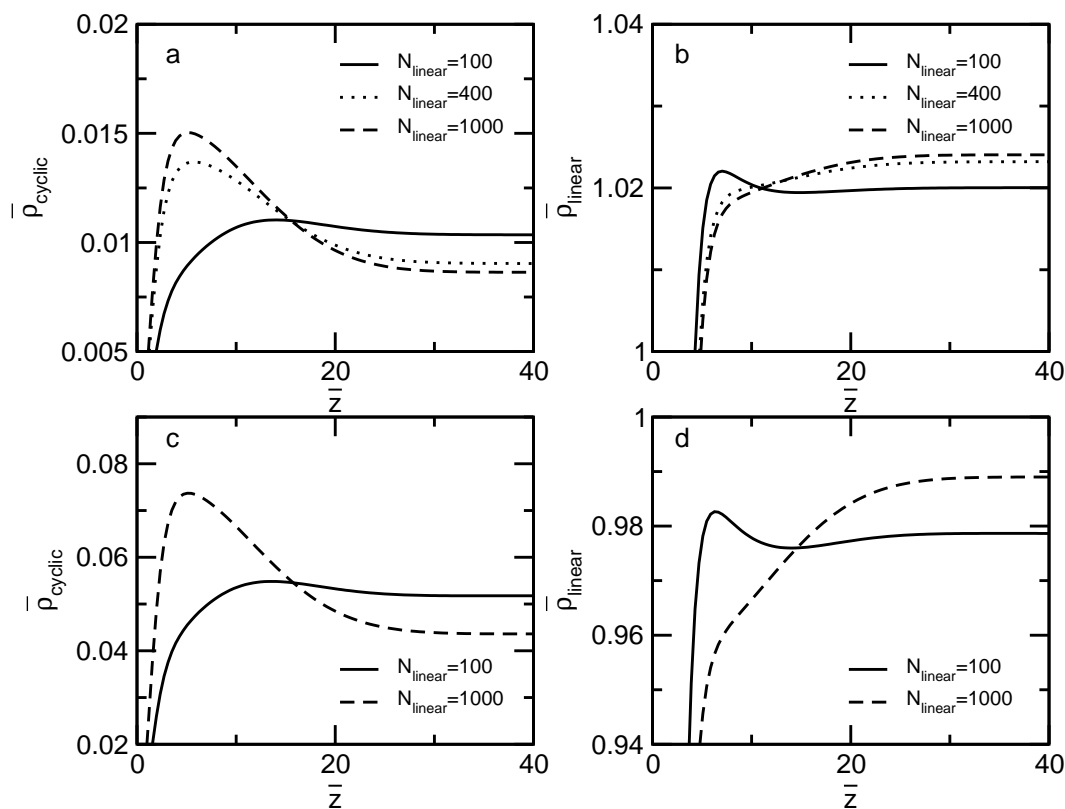 a
N_linear=100
N_linear=400
N_linear=1000
0.02
0.015
0.01
0.005
ρ̅_cyclic
0
20
40
z̅
b
N_linear=100
N_linear=400
N_linear=1000
1.04
1.02
1
ρ̅_linear
0
20
40
z̅
c
N_linear=100
N_linear=1000
0.08
0.06
0.04
0.02
ρ̅_cyclic
0
20
40
z̅
d
N_linear=100
N_linear=1000
1
0.98
0.96
0.94
ρ̅_linear
0
20
40
z̅